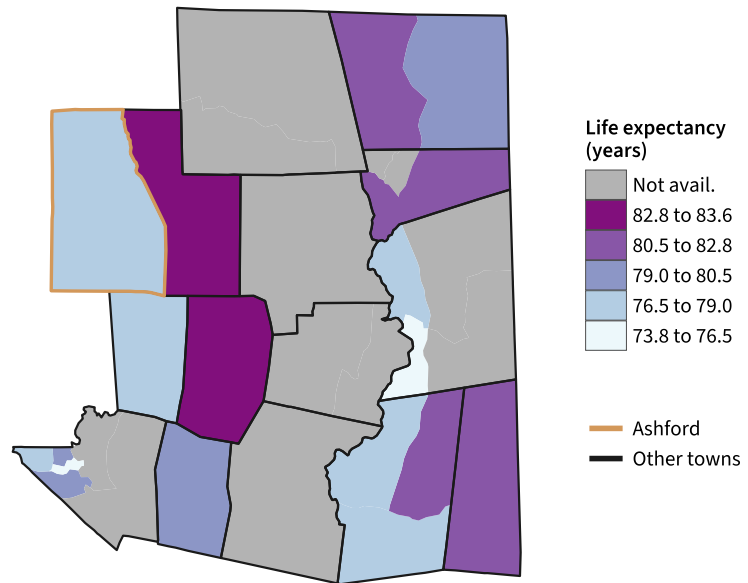 Life expectancy
(years)
Not avail.
82.8 to 83.6
80.5 to 82.8
79.0 to 80.5
76.5 to 79.0
73.8 to 76.5
Ashford
Other towns